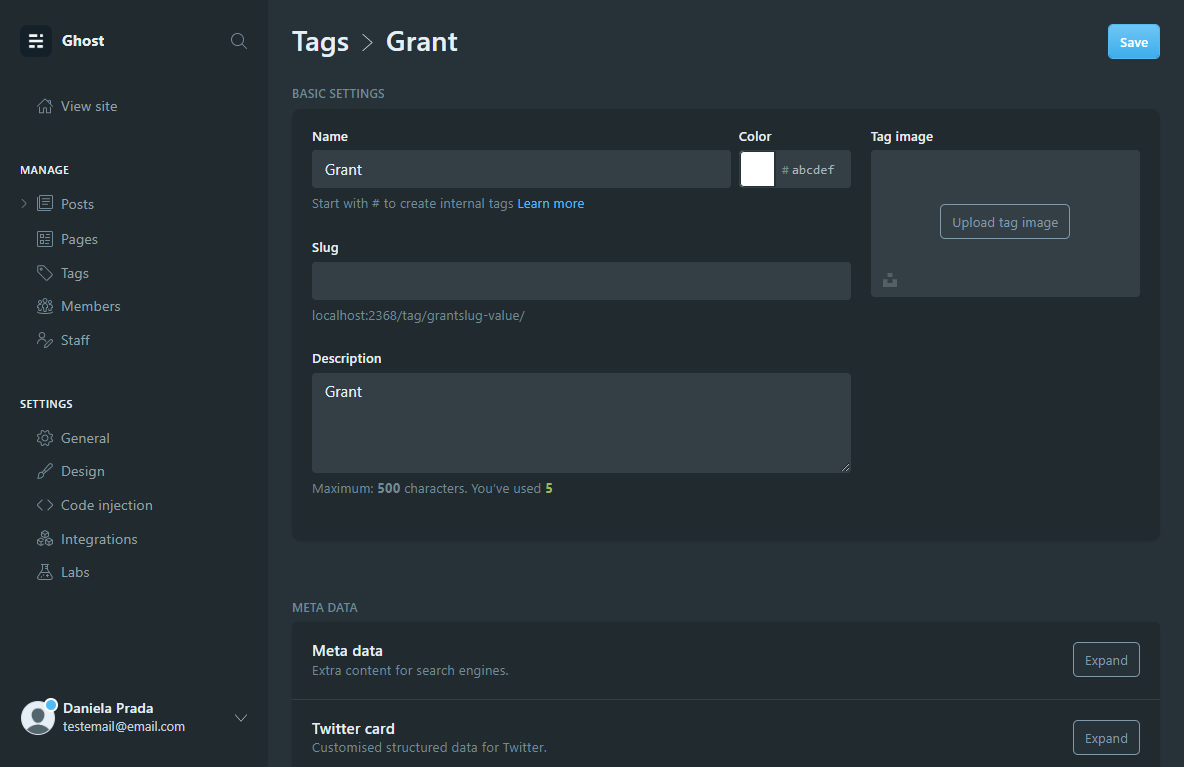 Ghost
View site
MANAGE
Posts
Pages
Tags
Members
Staff
SETTINGS
General
Design
Code injection
Integrations
Labs
Daniela Prada
testemail@email.com
Tags > Grant
Save
BASIC SETTINGS
Name
Grant
Start with # to create internal tags Learn more
Color
# abcdef
Tag image
Upload tag image
Slug
localhost:2368/tag/grantslug-value/
Description
Grant
Maximum: 500 characters. You've used 5
META DATA
Meta data
Extra content for search engines.
Expand
Twitter card
Customised structured data for Twitter.
Expand